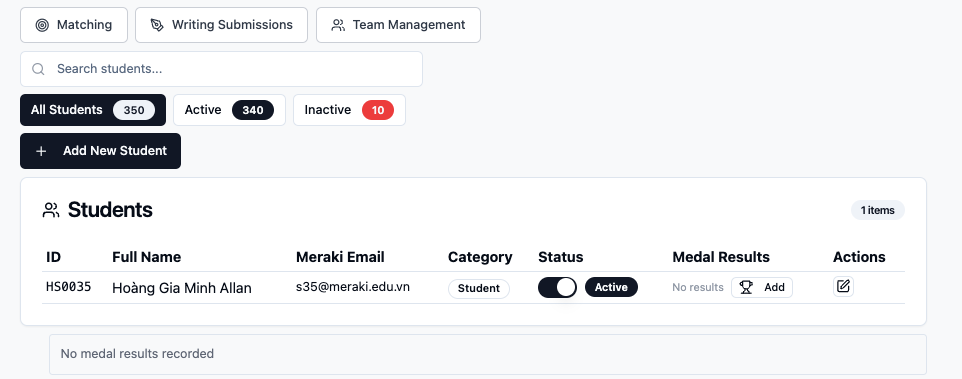 Matching Writing Submissions Team Management
Search students...
All Students 350 Active 340 Inactive 10
Add New Student
Students 1 items
ID Full Name Meraki Email Category Status Medal Results Actions
HS0035 Hoàng Gia Minh Allan s35@meraki.edu.vn Student Active No results Add
No medal results recorded